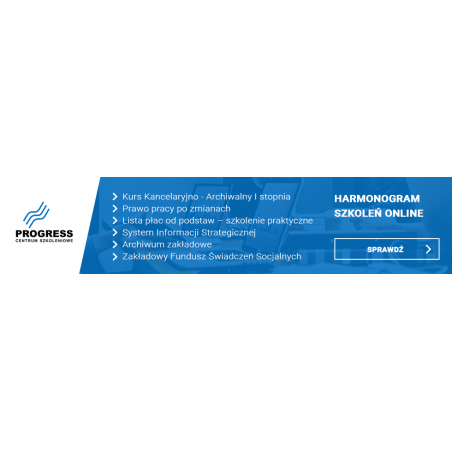 PROGRESS
CENTRUM SZKOLENIOWE
Kurs Kancelaryjno - Archiwalny I stopnia
Prawo pracy po zmianach
Lista płac od podstaw – szkolenie praktyczne
System Informacji Strategicznej
Archiwum zakładowe
Zakładowy Fundusz Świadczeń Socjalnych
HARMONOGRAM
SZKOLEŃ ONLINE
SPRAWDŹ